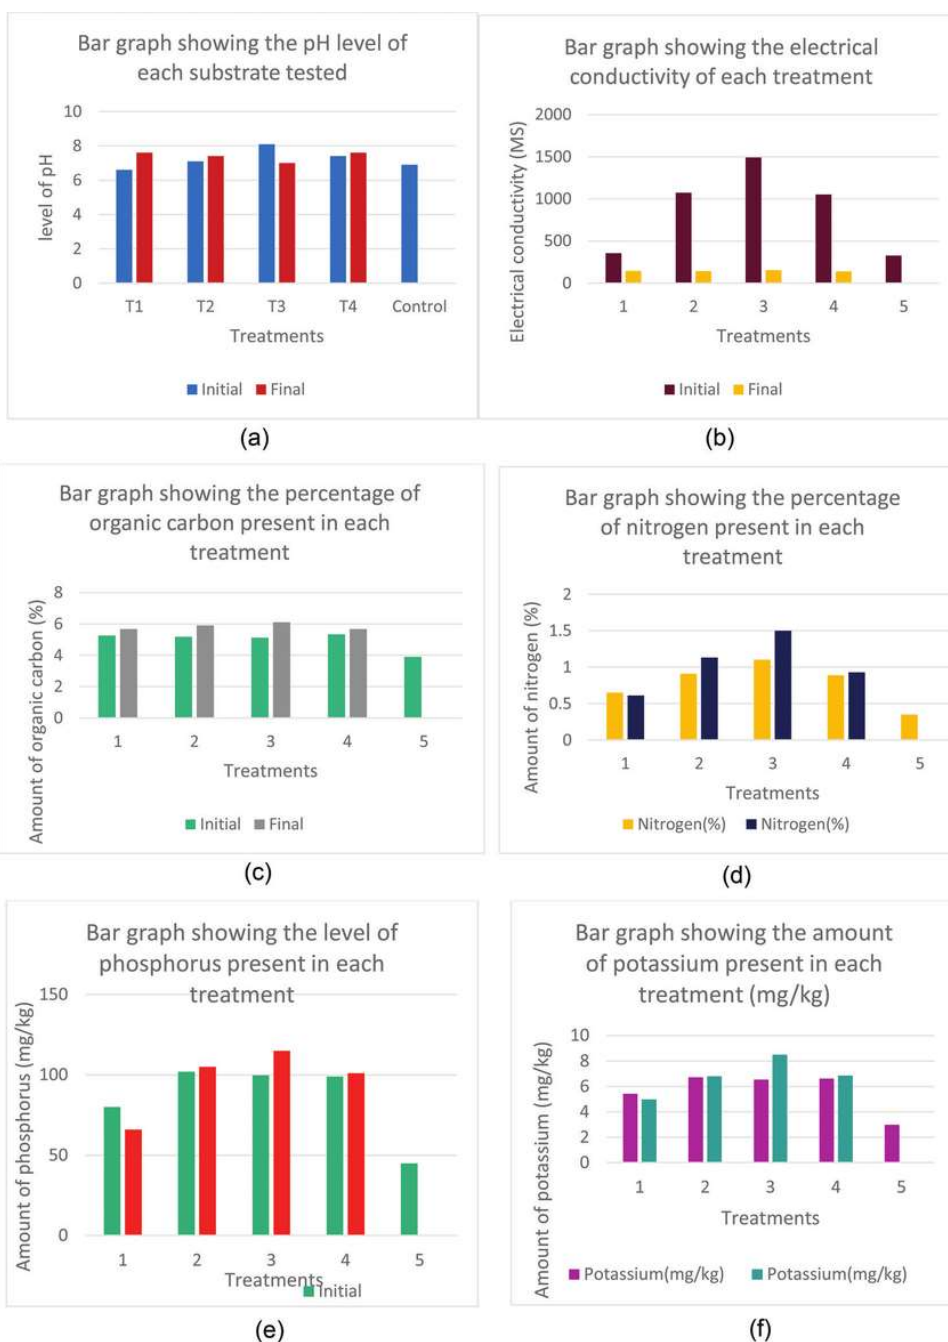 Bar graph showing the pH level of
each substrate tested
10
8
6
4
2
0
level of pH
T1 T2 T3 T4 Control
Treatments
Initial Final
(a)
Bar graph showing the electrical
conductivity of each treatment
2000
1500
1000
500
0
Electrical conductivity (MS)
1 2 3 4 5
Treatments
Initial Final
(b)
Bar graph showing the percentage of
organic carbon present in each
treatment
8
6
4
2
0
Amount of organic carbon (%)
1 2 3 4 5
Treatments
Initial Final
(c)
Bar graph showing the percentage
of nitrogen present in each
treatment
2
1.5
1
0.5
0
Amount of nitrogen (%)
1 2 3 4 5
Treatments
Nitrogen(%) Nitrogen(%)
(d)
Bar graph showing the level of
phosphorus present in each
treatment
150
100
50
0
Amount of phosphorus (mg/kg)
1 2 3 4 5
Treatments
Initial
(e)
Bar graph showing the amount
of potassium present in each
treatment (mg/kg)
10
8
6
4
2
0
Amount of potassium (mg/kg)
1 2 3 4 5
Treatments
Potassium(mg/kg) Potassium(mg/kg)
(f)